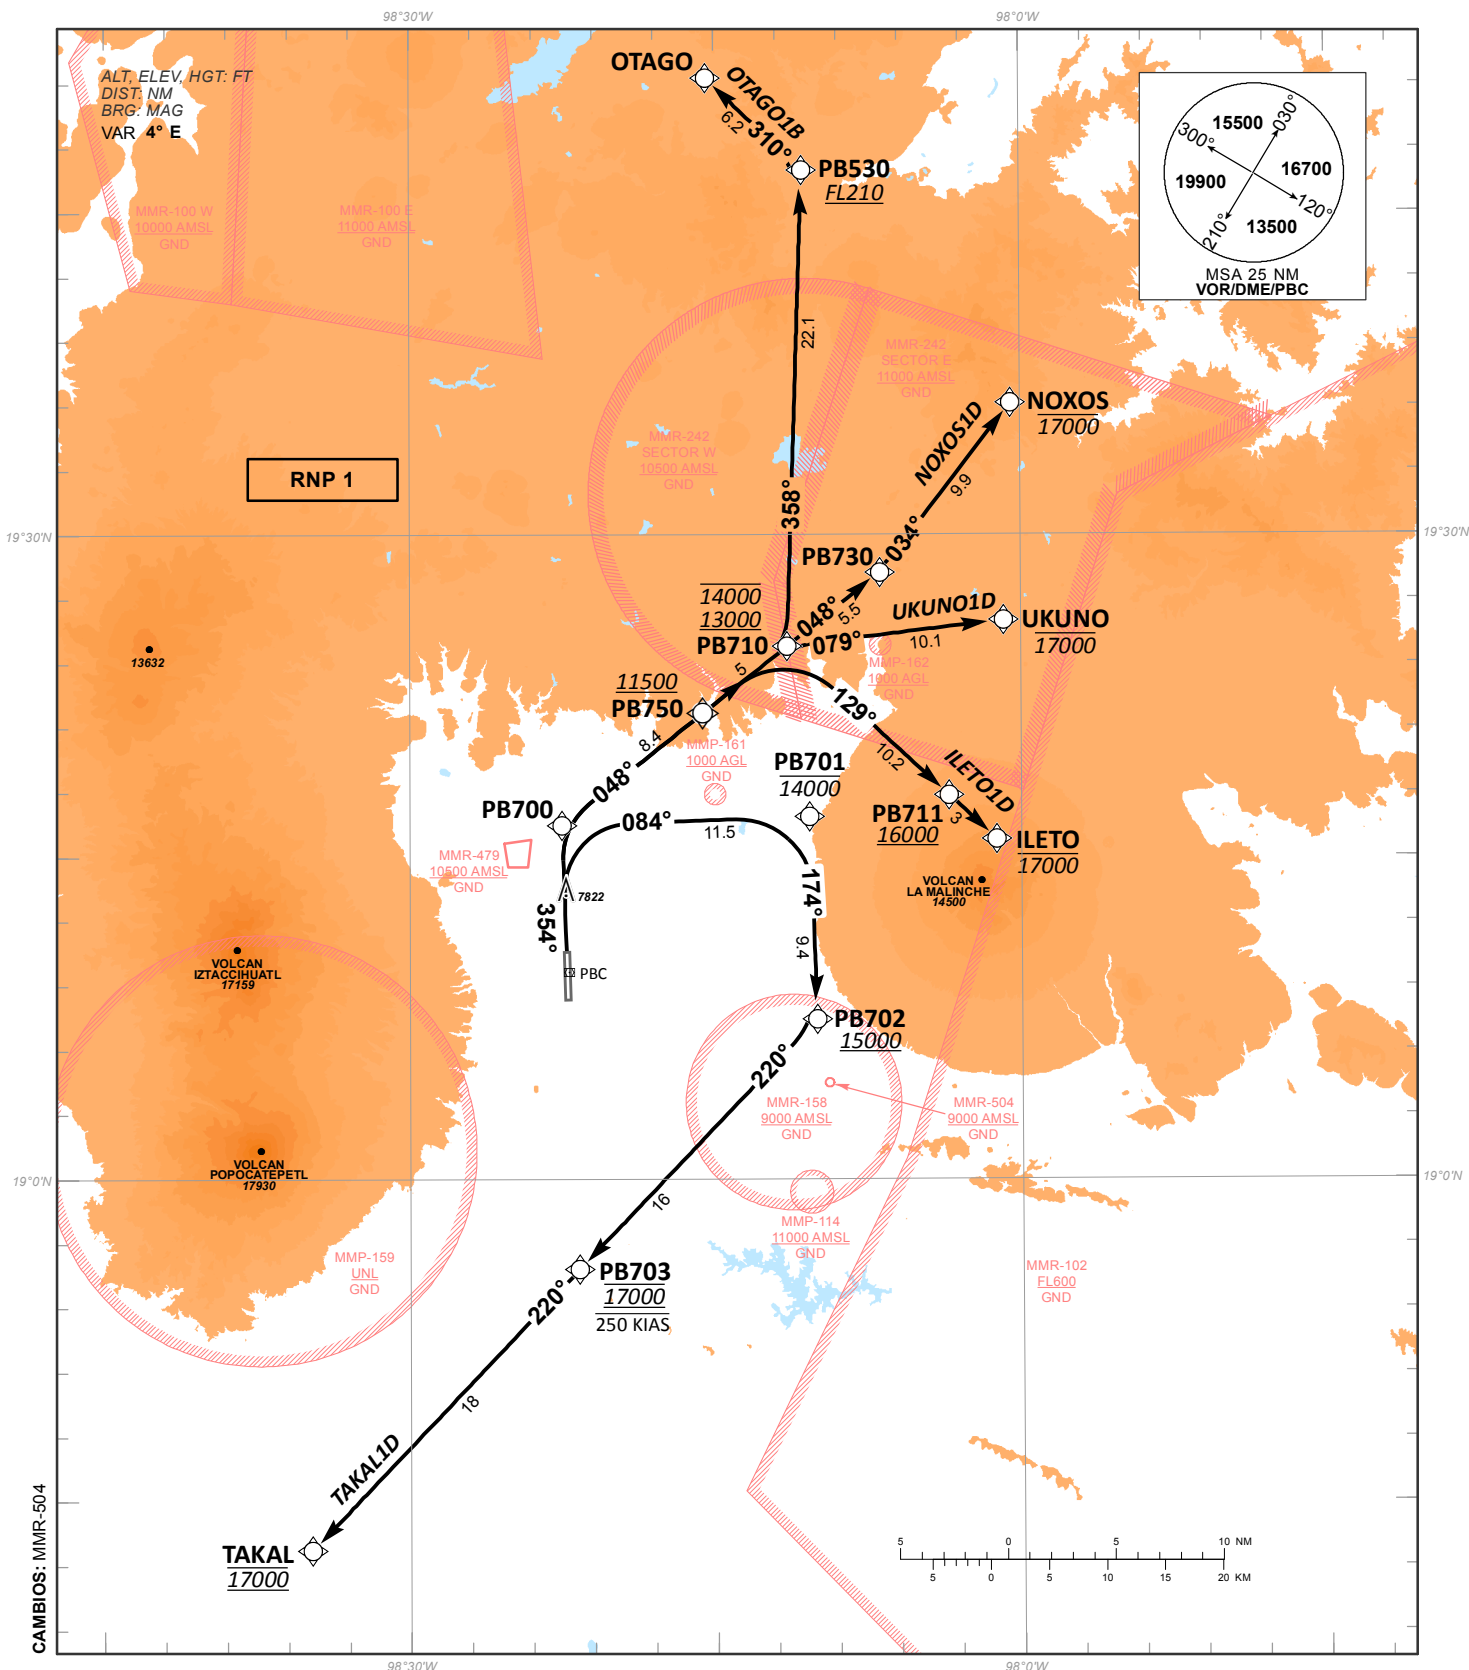 98°30'W
98°0'W
ALT, ELEV, HGT: FT
DIST: NM
BRG: MAG
VAR 4° E
OTAGO
OTAGO1B
6.2
310°
PB530
FL210
15500
030°
300°
16700
19900
120°
210°
13500
MSA 25 NM
VOR/DME/PBC
MMR-100 W
10000 AMSL
GND
MMR-100 E
11000 AMSL
GND
22.1
MMR-242
SECTOR E
11000 AMSL
GND
NOXOS
17000
NOXOS1D
9.9
MMR-242
SECTOR W
10500 AMSL
GND
RNP 1
358°
034°
19°30'N
19°30'N
PB730
14000
13000
PB710
048°
5.5
UKUNO1D
079°
10.1
UKUNO
17000
13632
MMP-162
1000 AGL
GND
5
11500
PB750
129°
8.4
MMP-161
1000 AGL
GND
10.2
PB701
14000
ILETO1D
048°
PB700
084°
11.5
PB711
16000
3
ILETO
17000
MMR-479
10500 AMSL
GND
7822
VOLCAN
LA MALINCHE
14500
354°
174°
9.4
PBC
VOLCAN
IZTACCIHUATL
17159
PB702
15000
220°
MMR-158
9000 AMSL
GND
MMR-504
9000 AMSL
GND
VOLCAN
POPOCATEPETL
17930
19°0'N
19°0'N
16
MMP-114
11000 AMSL
GND
MMP-159
UNL
GND
MMR-102
FL600
GND
PB703
17000
250 KIAS
220°
18
TAKAL1D
TAKAL
17000
5 0 5 10 NM
5 0 5 10 15 20 KM
CAMBIOS: MMR-504
98°30'W
98°0'W